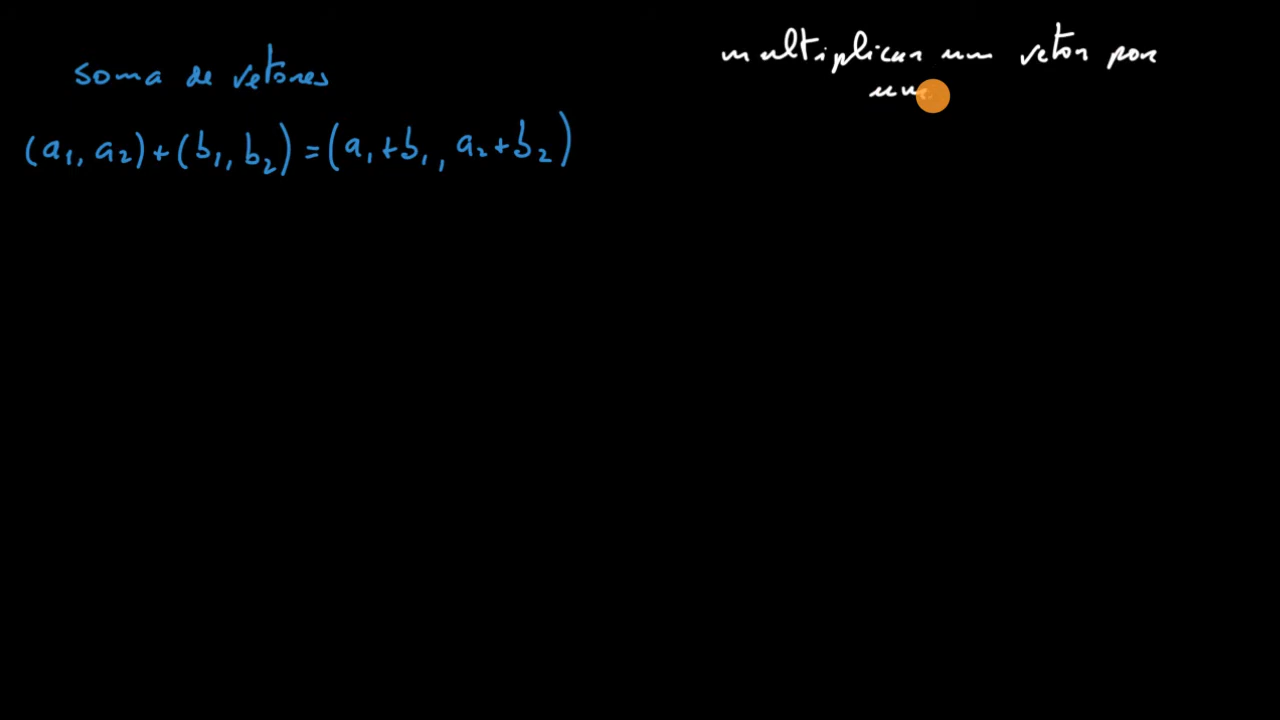 soma de vetores
(a₁, a₂) + (b₁, b₂) = (a₁+b₁, a₂+b₂)
multiplicar um vetor por